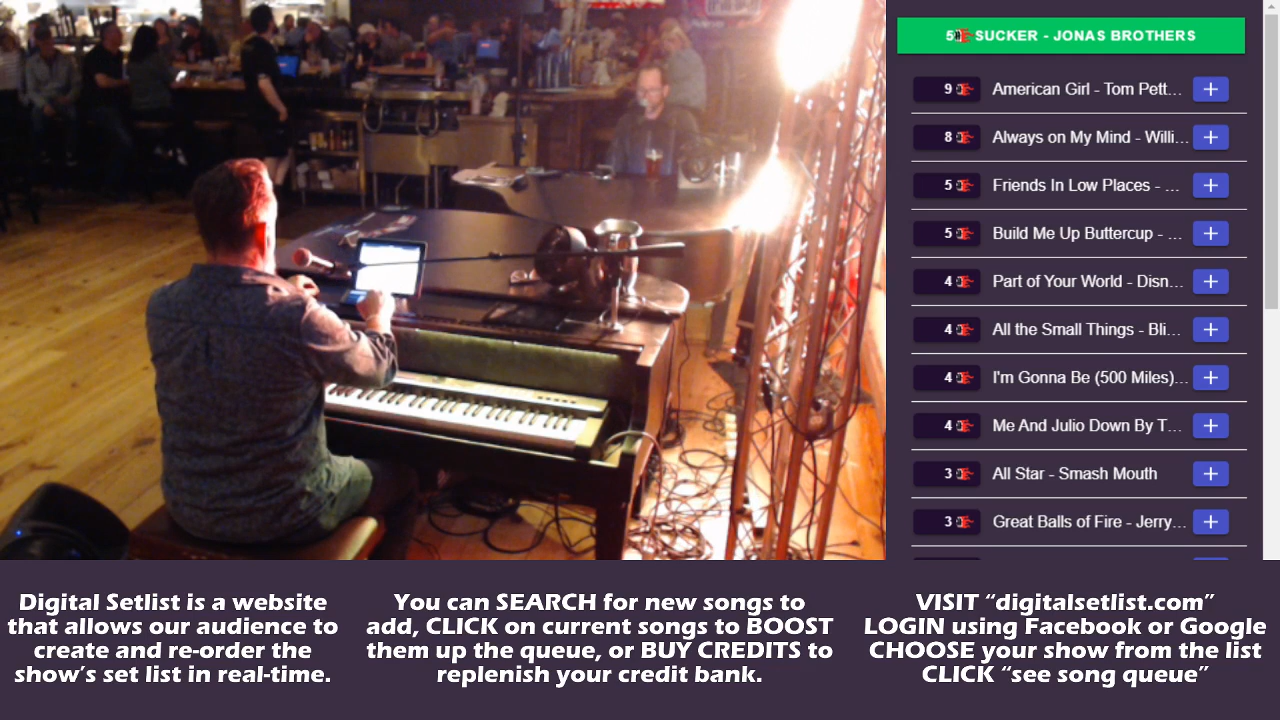 5 SUCKER - JONAS BROTHERS
9 American Girl - Tom Pett... +
8 Always on My Mind - Willi... +
5 Friends In Low Places - ... +
5 Build Me Up Buttercup - ... +
4 Part of Your World - Disn... +
4 All the Small Things - Bli... +
4 I'm Gonna Be (500 Miles)... +
4 Me And Julio Down By T... +
3 All Star - Smash Mouth +
3 Great Balls of Fire - Jerry... +
Digital Setlist is a website
that allows our audience to
create and re-order the
show's set list in real-time.
You can SEARCH for new songs to
add, CLICK on current songs to BOOST
them up the queue, or BUY CREDITS to
replenish your credit bank.
VISIT “digitalsetlist.com”
LOGIN using Facebook or Google
CHOOSE your show from the list
CLICK “see song queue”